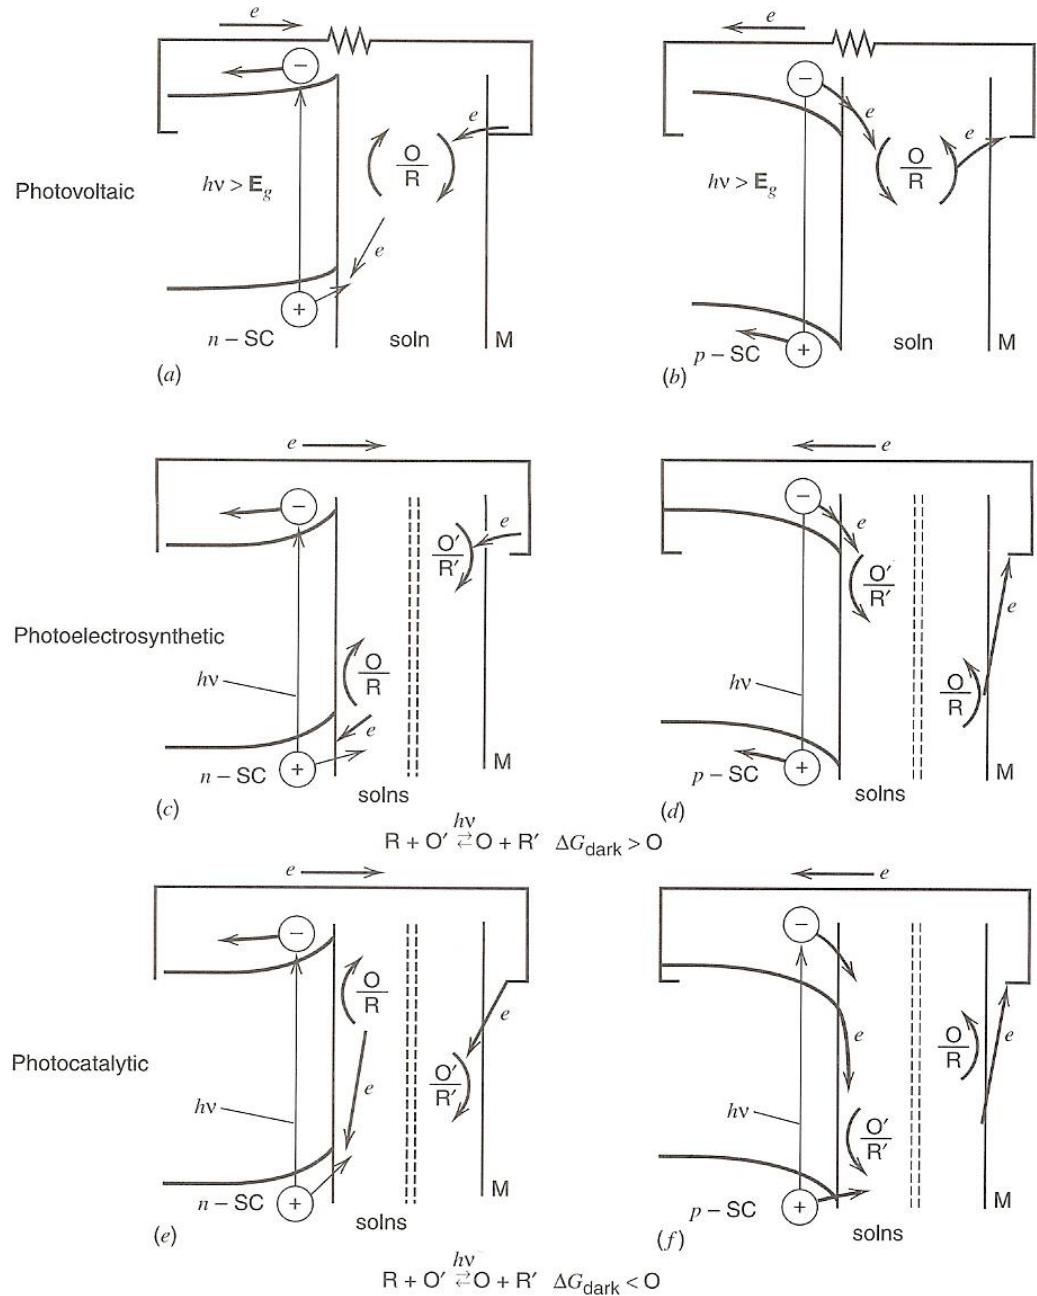 e
e
−
−
e
e
e
e
Photovoltaic
hν > E_g
O
R
hν > E_g
O
R
+
+
n – SC
soln
M
p – SC
soln
M
(a)
(b)
e
e
−
−
e
e
O'
R'
O'
R'
Photoelectrosynthetic
hν
O
R
e
hν
O
R
e
+
+
n – SC
solns
M
p – SC
solns
M
(c)
(d)
hν
R + O' ⇄ O + R' ΔG_dark > O
e
e
−
−
O
R
e
e
O
R
e
e
Photocatalytic
hν
O'
R'
hν
O'
R'
+
+
n – SC
solns
M
p – SC
solns
M
(e)
(f)
hν
R + O' ⇄ O + R' ΔG_dark < O